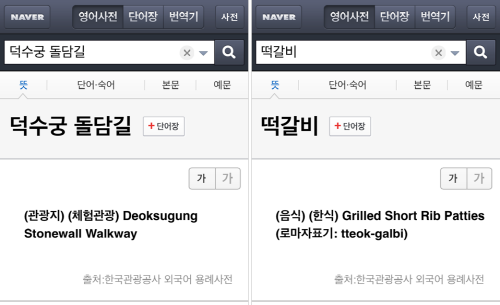 NAVER 영어사전 단어장 번역기 사전
덕수궁 돌담길
뜻 단어·숙어 본문 예문
덕수궁 돌담길 +단어장
가 가
(관광지) (체험관광) Deoksugung
Stonewall Walkway
출처:한국관광공사 외국어 용례사전
NAVER 영어사전 단어장 번역기 사전
떡갈비
뜻 단어·숙어 본문 예문
떡갈비 +단어장
가 가
(음식) (한식) Grilled Short Rib Patties
(로마자표기: tteok-galbi)
출처:한국관광공사 외국어 용례사전